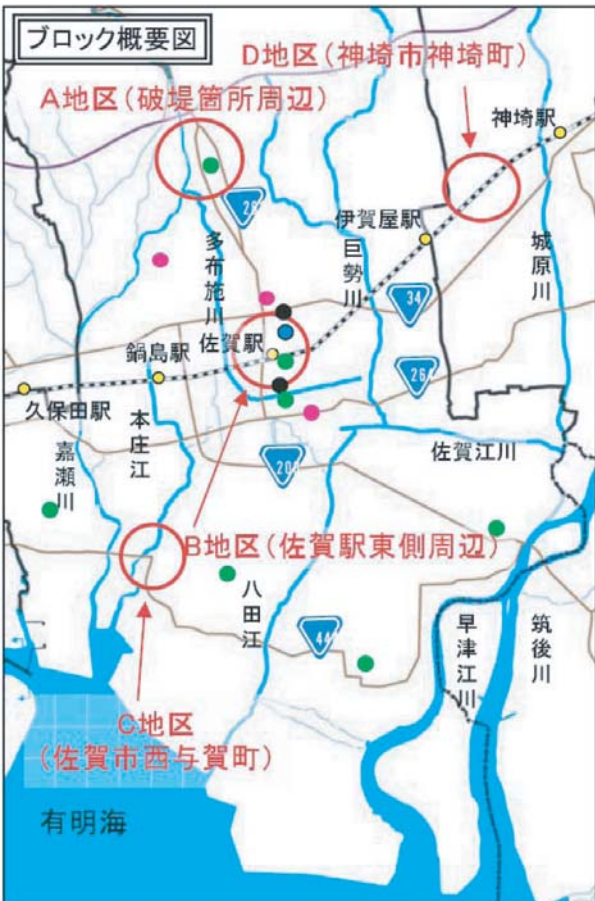 ブロック概要図
D地区(神埼市神埼町)
A地区(破堤箇所周辺)
神埼駅
伊賀屋駅
多布施川
巨勢川
城原川
34
佐賀駅
鍋島駅
264
久保田駅
本庄江
嘉瀬川
佐賀江川
B地区(佐賀駅東側周辺)
八田江
44
早津江川
筑後川
C地区
(佐賀市西与賀町)
有明海